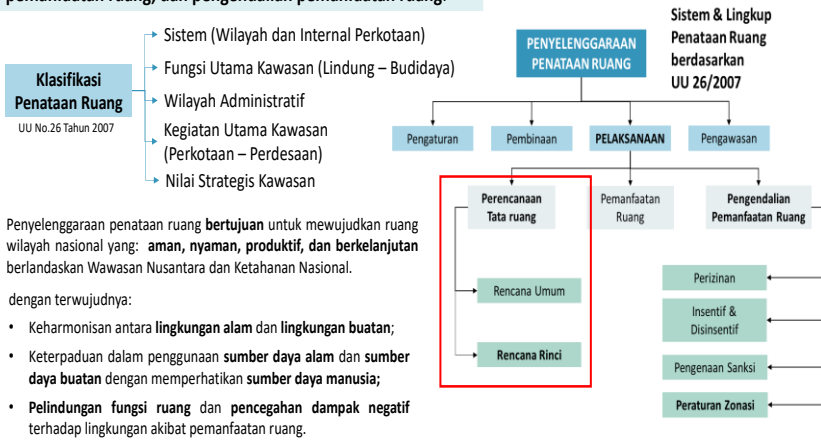 pemanfaatan ruang, dan pengendalian pemanfaatan ruang.
Klasifikasi
Penataan Ruang
UU No.26 Tahun 2007
Sistem (Wilayah dan Internal Perkotaan)
Fungsi Utama Kawasan (Lindung – Budidaya)
Wilayah Administratif
Kegiatan Utama Kawasan
(Perkotaan – Perdesaan)
Nilai Strategis Kawasan
Penyelenggaraan penataan ruang bertujuan untuk mewujudkan ruang
wilayah nasional yang: aman, nyaman, produktif, dan berkelanjutan
berlandaskan Wawasan Nusantara dan Ketahanan Nasional.
dengan terwujudnya:
• Keharmonisan antara lingkungan alam dan lingkungan buatan;
• Keterpaduan dalam penggunaan sumber daya alam dan sumber
daya buatan dengan memperhatikan sumber daya manusia;
• Pelindungan fungsi ruang dan pencegahan dampak negatif
terhadap lingkungan akibat pemanfaatan ruang.
Sistem & Lingkup
Penataan Ruang
berdasarkan
UU 26/2007
PENYELENGGARAAN
PENATAAN RUANG
Pengaturan
Pembinaan
PELAKSANAAN
Pengawasan
Perencanaan
Tata ruang
Pemanfaatan
Ruang
Pengendalian
Pemanfaatan Ruang
Rencana Umum
Rencana Rinci
Perizinan
Insentif &
Disinsentif
Pengenaan Sanksi
Peraturan Zonasi